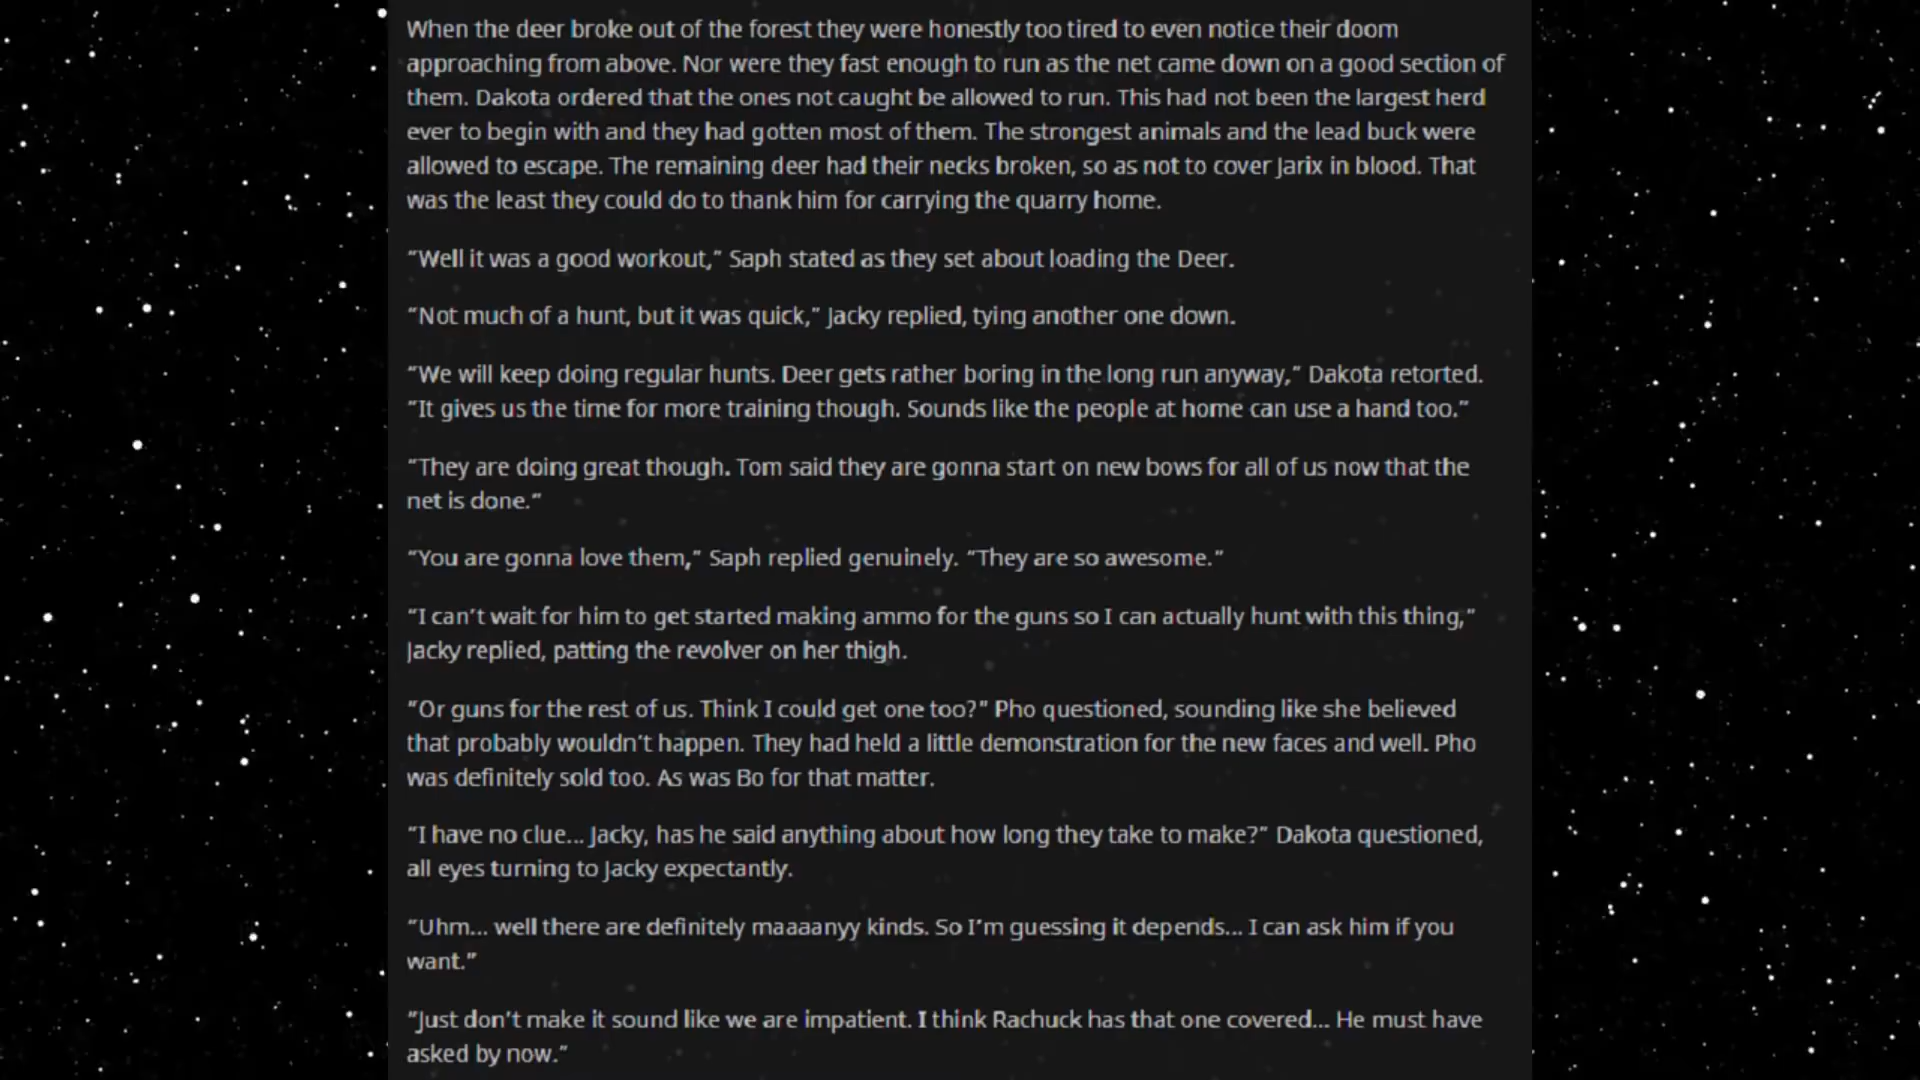 When the deer broke out of the forest they were honestly too tired to even notice their doom
approaching from above. Nor were they fast enough to run as the net came down on a good section of
them. Dakota ordered that the ones not caught be allowed to run. This had not been the largest herd
ever to begin with and they had gotten most of them. The strongest animals and the lead buck were
allowed to escape. The remaining deer had their necks broken, so as not to cover Jarix in blood. That
was the least they could do to thank him for carrying the quarry home.
“Well it was a good workout,” Saph stated as they set about loading the Deer.
“Not much of a hunt, but it was quick,” Jacky replied, tying another one down.
“We will keep doing regular hunts. Deer gets rather boring in the long run anyway,” Dakota retorted.
“It gives us the time for more training though. Sounds like the people at home can use a hand too.”
“They are doing great though. Tom said they are gonna start on new bows for all of us now that the
net is done.”
“You are gonna love them,” Saph replied genuinely. “They are so awesome.”
“I can’t wait for him to get started making ammo for the guns so I can actually hunt with this thing,”
Jacky replied, patting the revolver on her thigh.
“Or guns for the rest of us. Think I could get one too?” Pho questioned, sounding like she believed
that probably wouldn’t happen. They had held a little demonstration for the new faces and well. Pho
was definitely sold too. As was Bo for that matter.
“I have no clue... Jacky, has he said anything about how long they take to make?” Dakota questioned,
all eyes turning to Jacky expectantly.
“Uhm... well there are definitely maaaanyy kinds. So I’m guessing it depends... I can ask him if you
want.”
“Just don’t make it sound like we are impatient. I think Rachuck has that one covered... He must have
asked by now.”